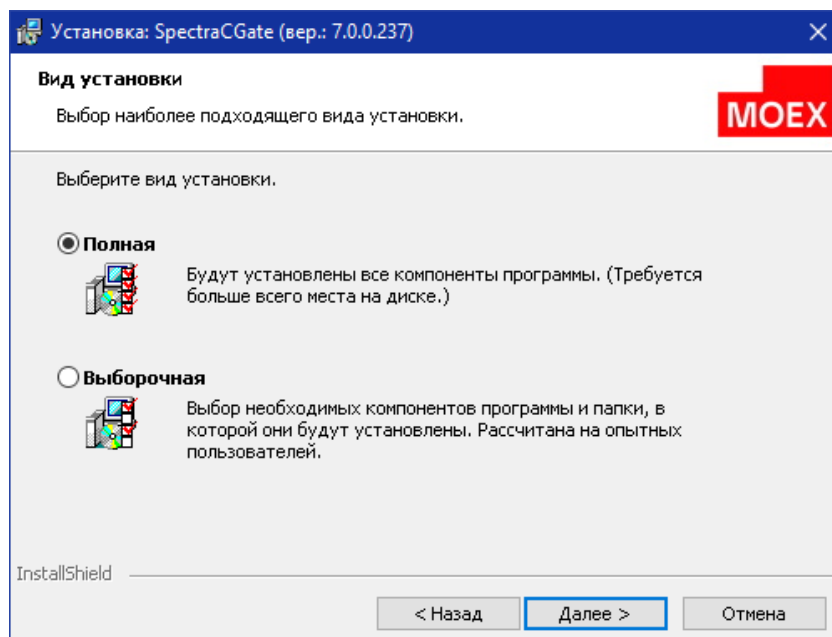 Установка: SpectraCGate (вер.: 7.0.0.237)
Вид установки
Выбор наиболее подходящего вида установки.
MOEX
Выберите вид установки.
Полная
Будут установлены все компоненты программы. (Требуется
больше всего места на диске.)
Выборочная
Выбор необходимых компонентов программы и папки, в
которой они будут установлены. Рассчитана на опытных
пользователей.
InstallShield
< Назад
Далее >
Отмена